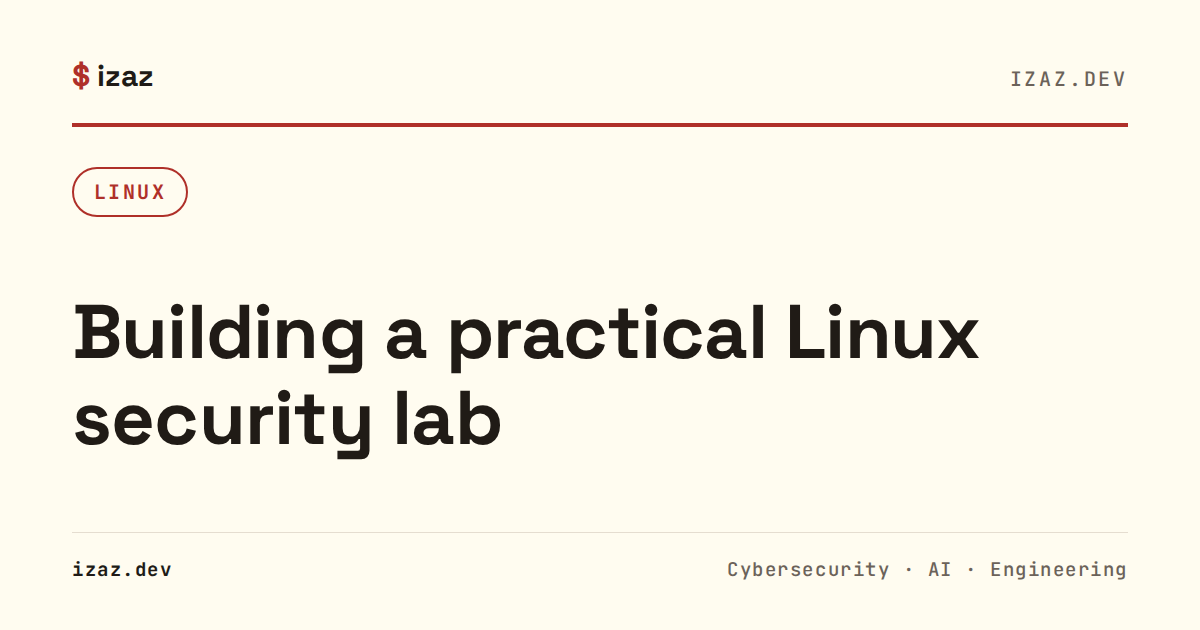 $ izaz
IZAZ.DEV
LINUX
Building a practical Linux
security lab
izaz.dev
Cybersecurity · AI · Engineering